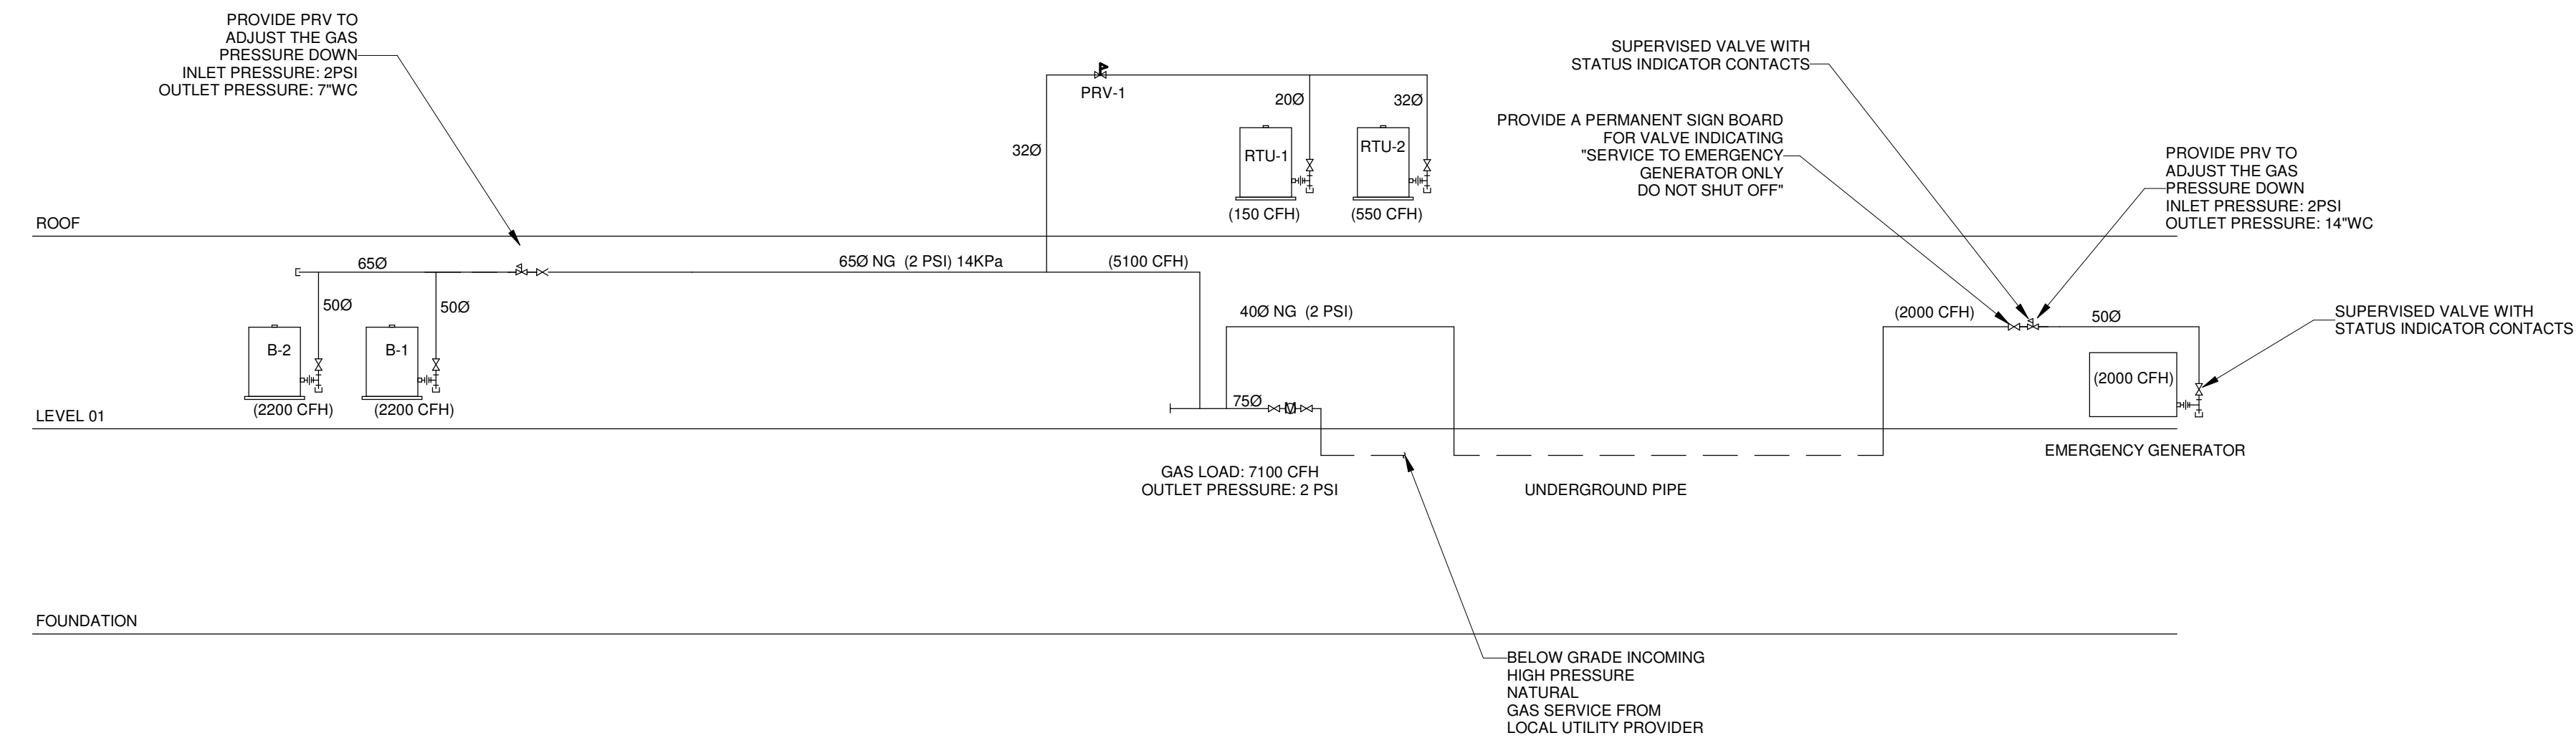 PROVIDE PRV TO
ADJUST THE GAS
PRESSURE DOWN
INLET PRESSURE: 2PSI
OUTLET PRESSURE: 7"WC
PRV-1
20Ø
32Ø
32Ø
RTU-1
RTU-2
(150 CFH)
(550 CFH)
SUPERVISED VALVE WITH
STATUS INDICATOR CONTACTS
PROVIDE A PERMANENT SIGN BOARD
FOR VALVE INDICATING
"SERVICE TO EMERGENCY
GENERATOR ONLY
DO NOT SHUT OFF"
PROVIDE PRV TO
ADJUST THE GAS
PRESSURE DOWN
INLET PRESSURE: 2PSI
OUTLET PRESSURE: 14"WC
ROOF
65Ø
65Ø NG (2 PSI) 14KPa
(5100 CFH)
50Ø
50Ø
B-2
B-1
(2200 CFH)
(2200 CFH)
40Ø NG (2 PSI)
75Ø
M
(2000 CFH)
50Ø
(2000 CFH)
SUPERVISED VALVE WITH
STATUS INDICATOR CONTACTS
LEVEL 01
EMERGENCY GENERATOR
GAS LOAD: 7100 CFH
OUTLET PRESSURE: 2 PSI
UNDERGROUND PIPE
FOUNDATION
BELOW GRADE INCOMING
HIGH PRESSURE
NATURAL
GAS SERVICE FROM
LOCAL UTILITY PROVIDER